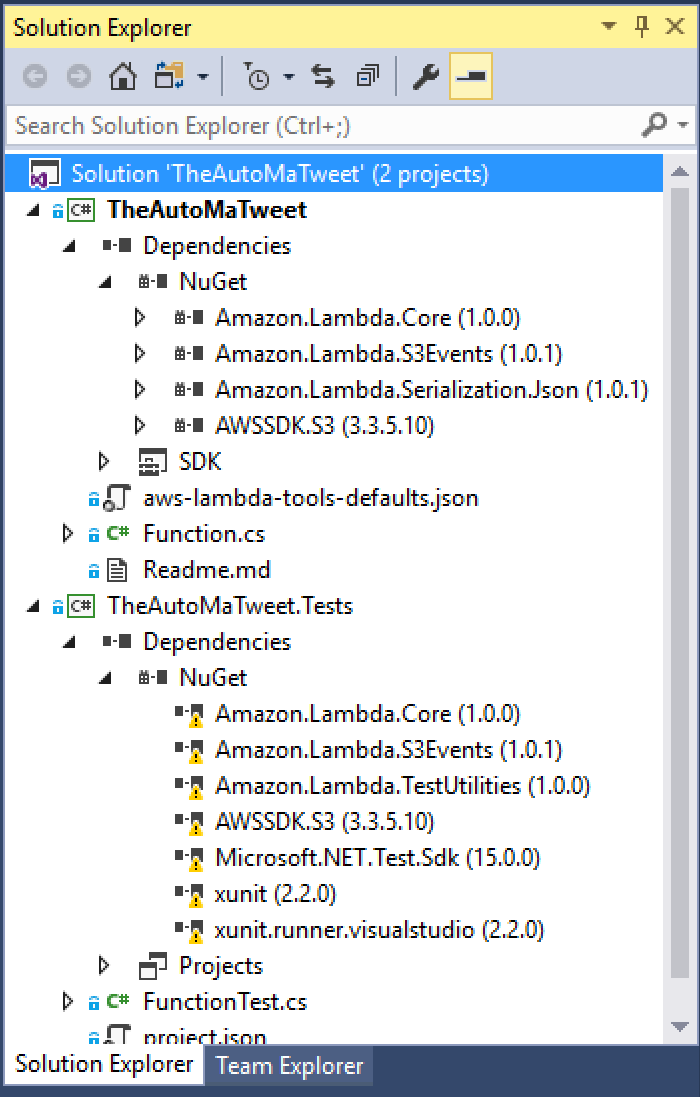 Solution Explorer
Search Solution Explorer (Ctrl+;)
Solution 'TheAutoMaTweet' (2 projects)
C# TheAutoMaTweet
Dependencies
NuGet
Amazon.Lambda.Core (1.0.0)
Amazon.Lambda.S3Events (1.0.1)
Amazon.Lambda.Serialization.Json (1.0.1)
AWSSDK.S3 (3.3.5.10)
SDK
aws-lambda-tools-defaults.json
C# Function.cs
Readme.md
C# TheAutoMaTweet.Tests
Dependencies
NuGet
Amazon.Lambda.Core (1.0.0)
Amazon.Lambda.S3Events (1.0.1)
Amazon.Lambda.TestUtilities (1.0.0)
AWSSDK.S3 (3.3.5.10)
Microsoft.NET.Test.Sdk (15.0.0)
xunit (2.2.0)
xunit.runner.visualstudio (2.2.0)
Projects
C# FunctionTest.cs
project.json
Solution Explorer Team Explorer